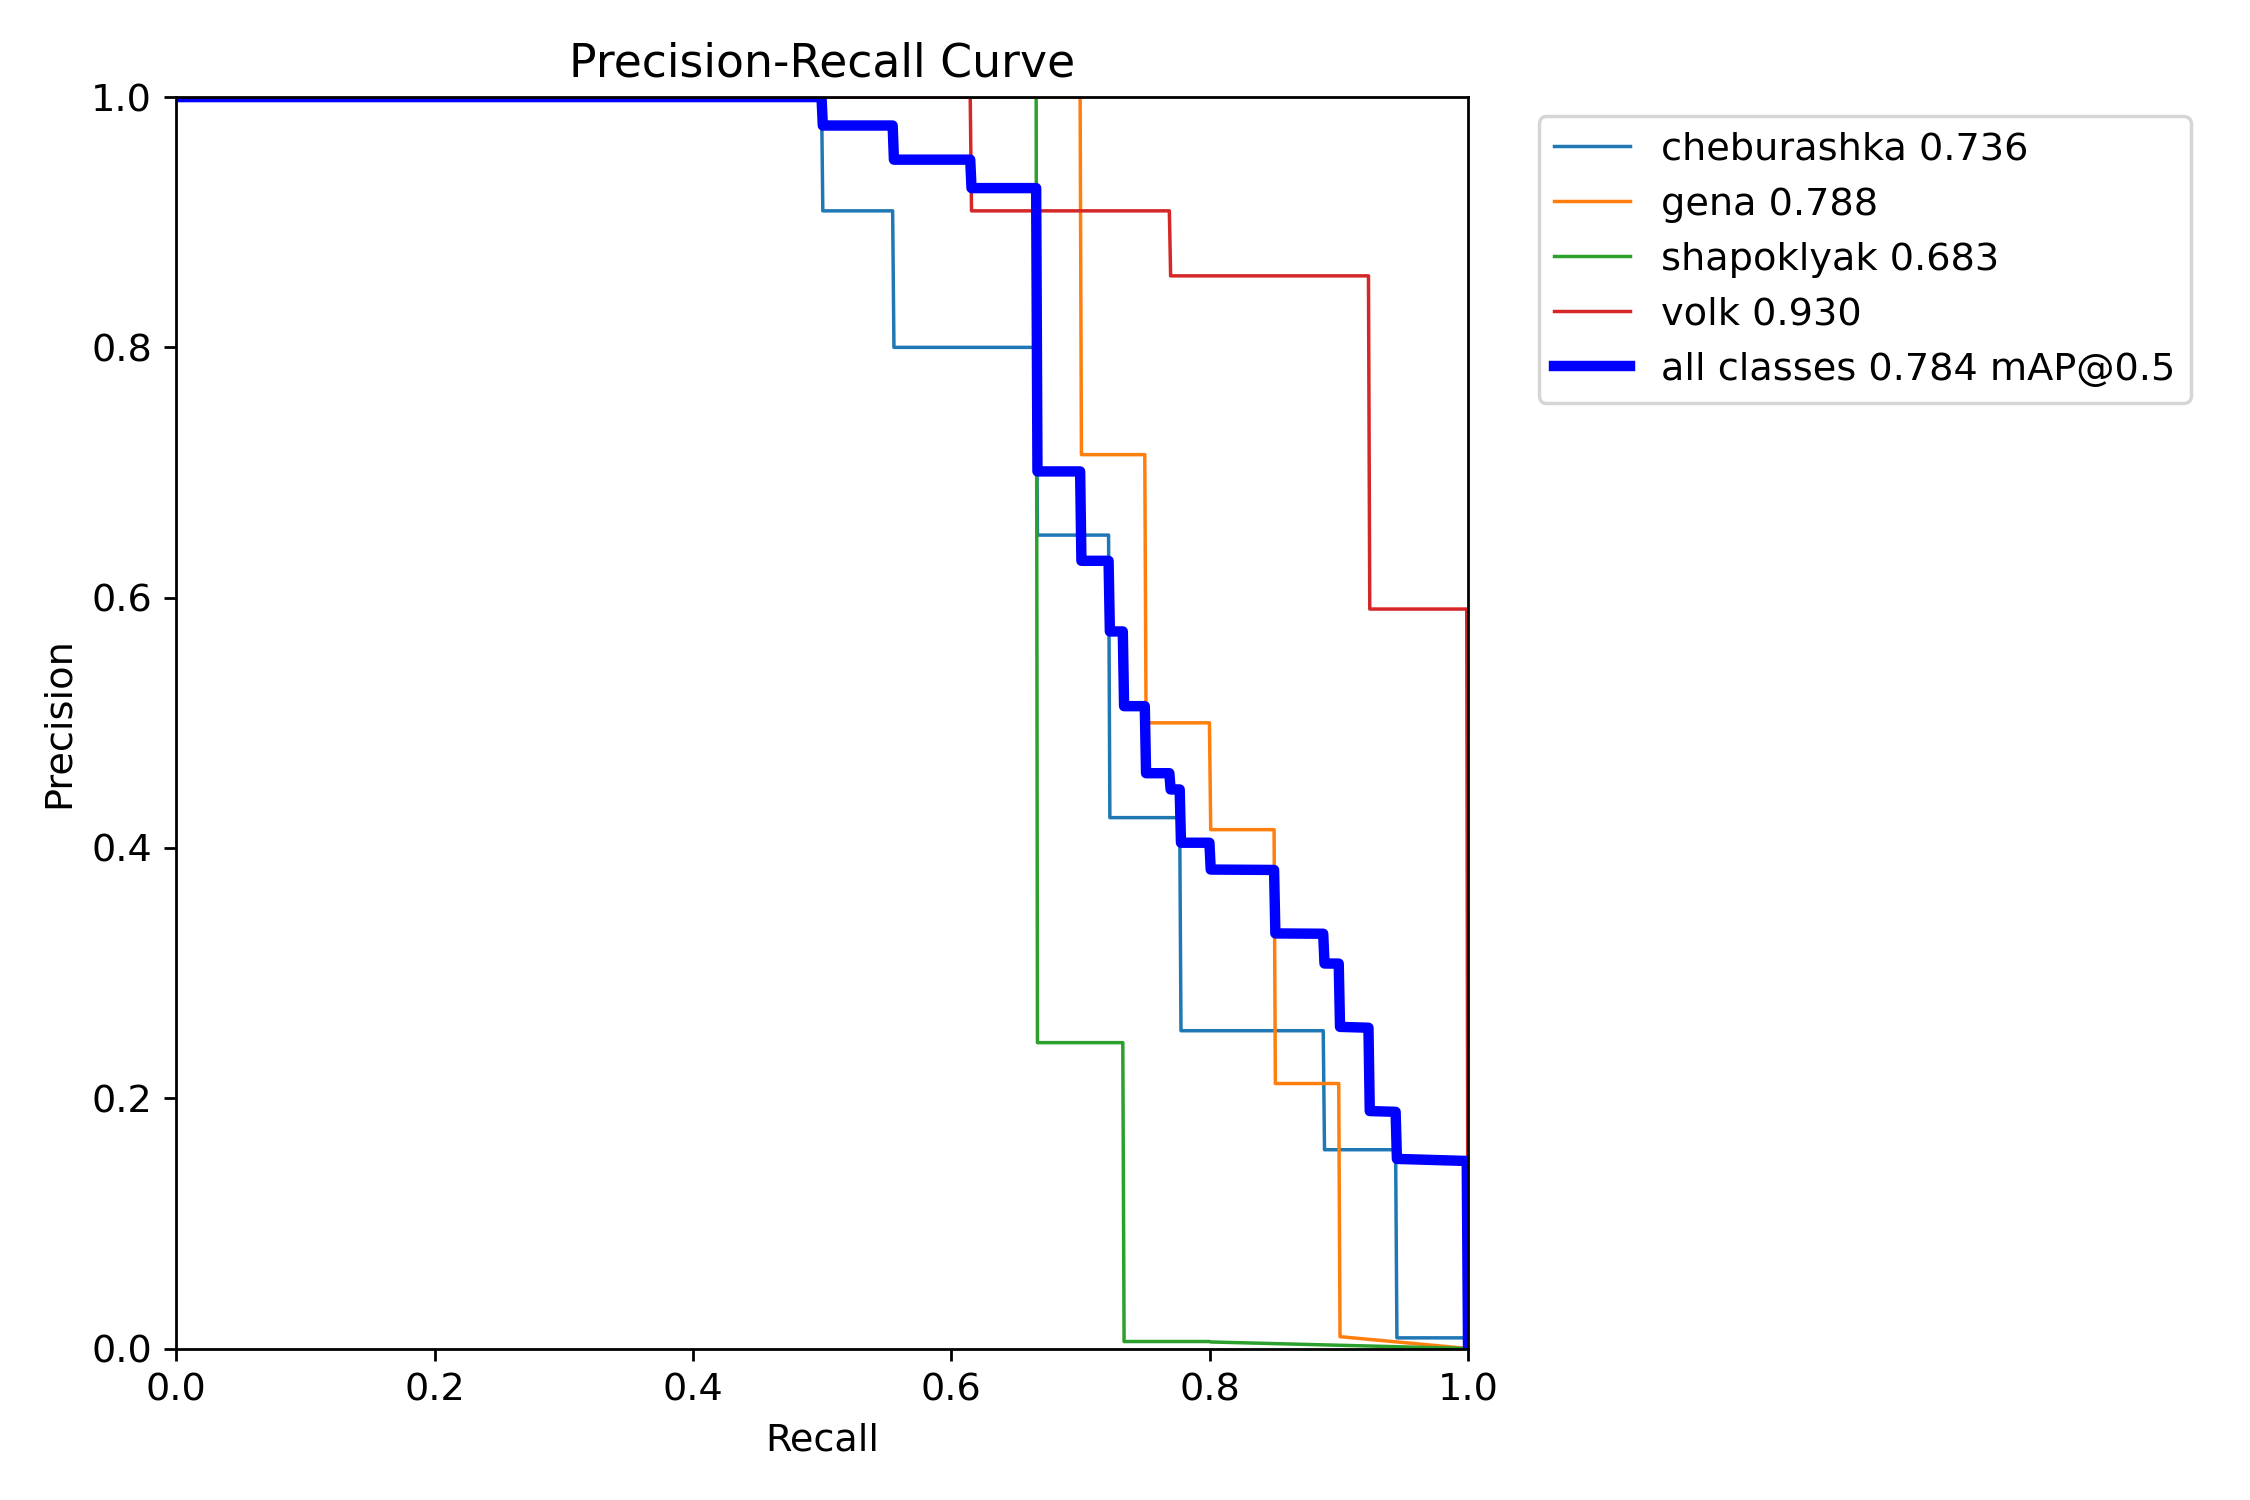 Precision-Recall Curve
1.0
0.8
0.6
0.4
0.2
0.0
Precision
0.0 0.2 0.4 0.6 0.8 1.0
Recall
cheburashka 0.736
gena 0.788
shapoklyak 0.683
volk 0.930
all classes 0.784 mAP@0.5